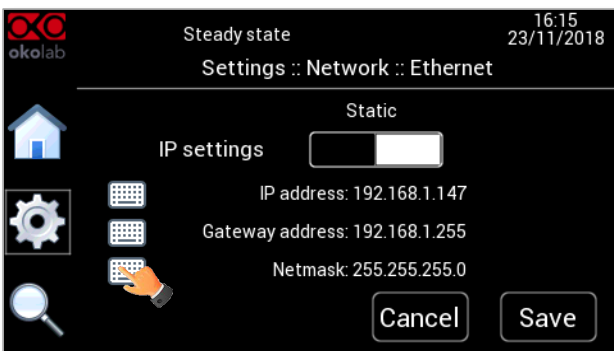 OKO
okolab
Steady state
16:15
23/11/2018
Settings :: Network :: Ethernet
Static
IP settings
IP address: 192.168.1.147
Gateway address: 192.168.1.255
Netmask: 255.255.255.0
Cancel
Save